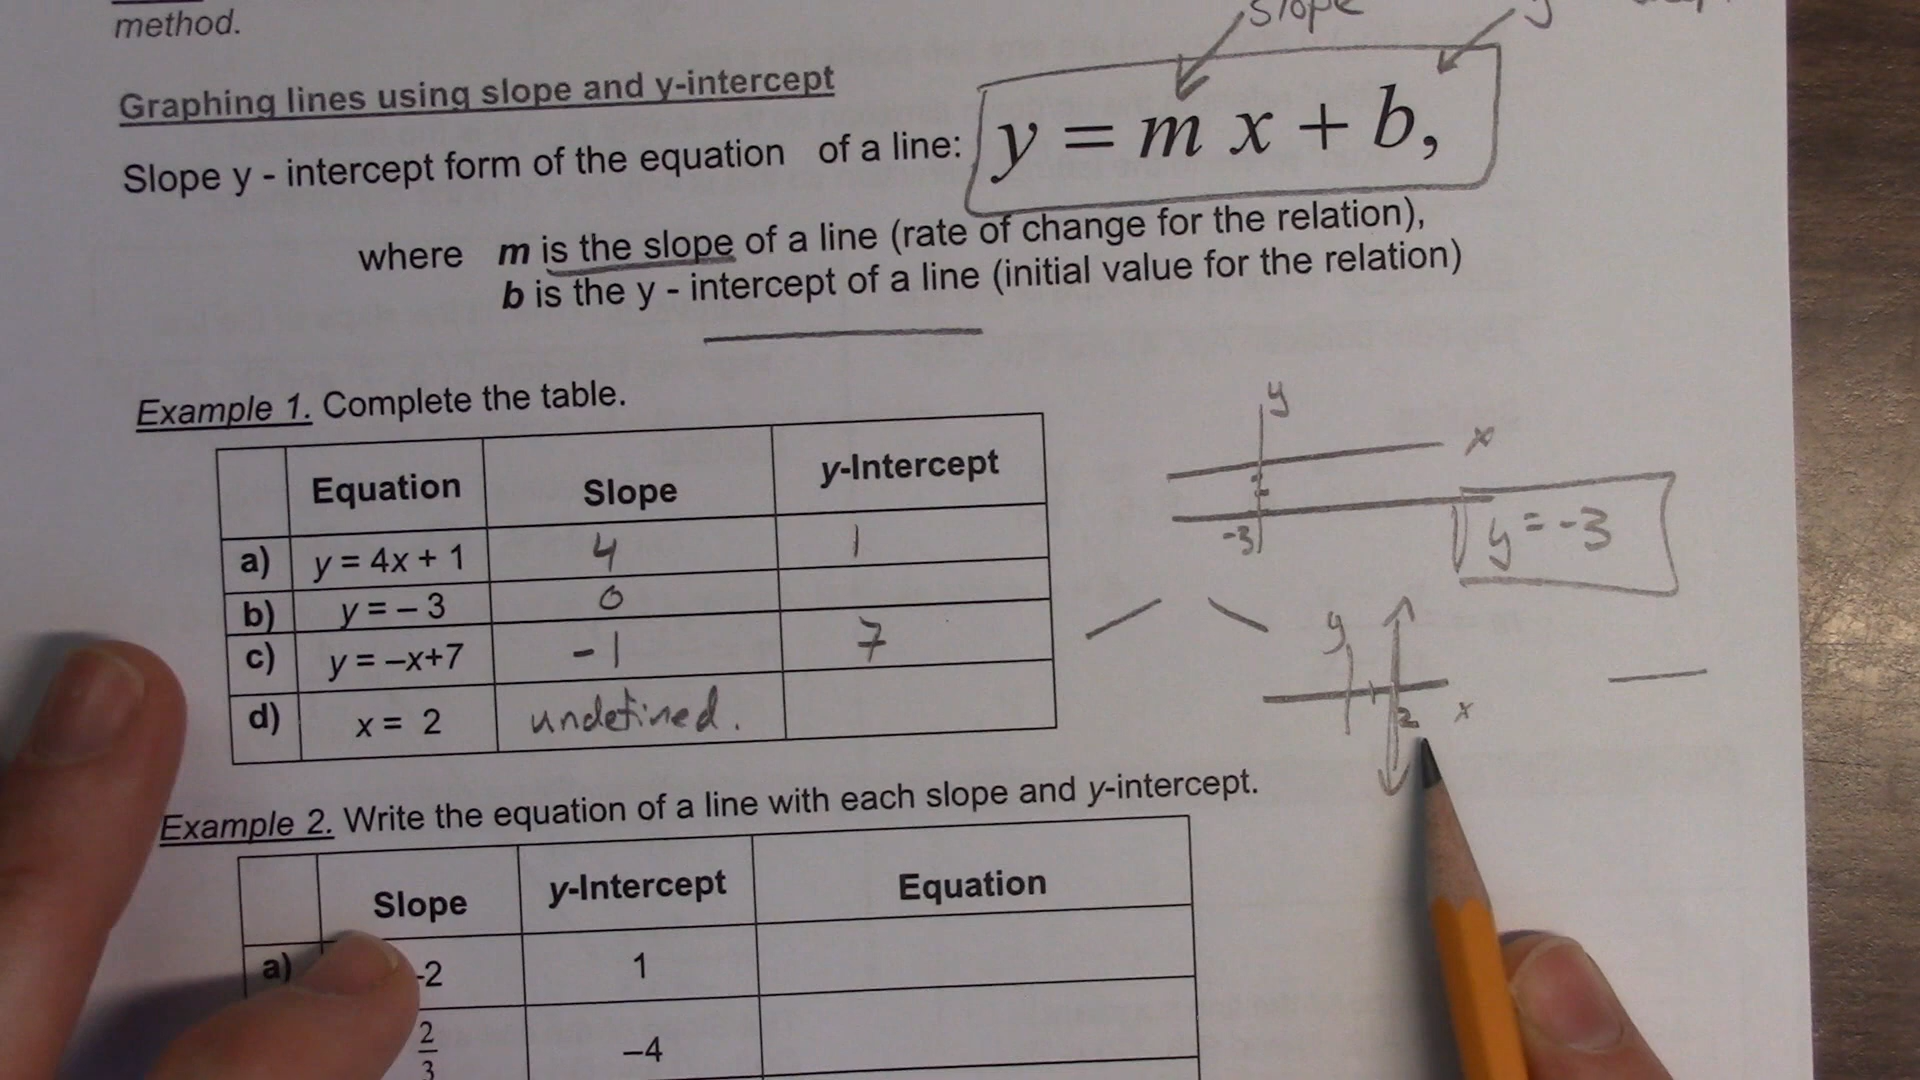 slope
method.
Graphing lines using slope and y-intercept
Slope y - intercept form of the equation of a line: y = m x + b,
where m is the slope of a line (rate of change for the relation),
b is the y - intercept of a line (initial value for the relation)
Example 1. Complete the table.
Equation Slope y-Intercept
a) y = 4x + 1 4 1
b) y = – 3 0
c) y = –x+7 -1 7
d) x = 2 undefined.
y
x
-3
y = -3
y
2 x
Example 2. Write the equation of a line with each slope and y-intercept.
Slope y-Intercept Equation
a) -2 1
2/3 –4